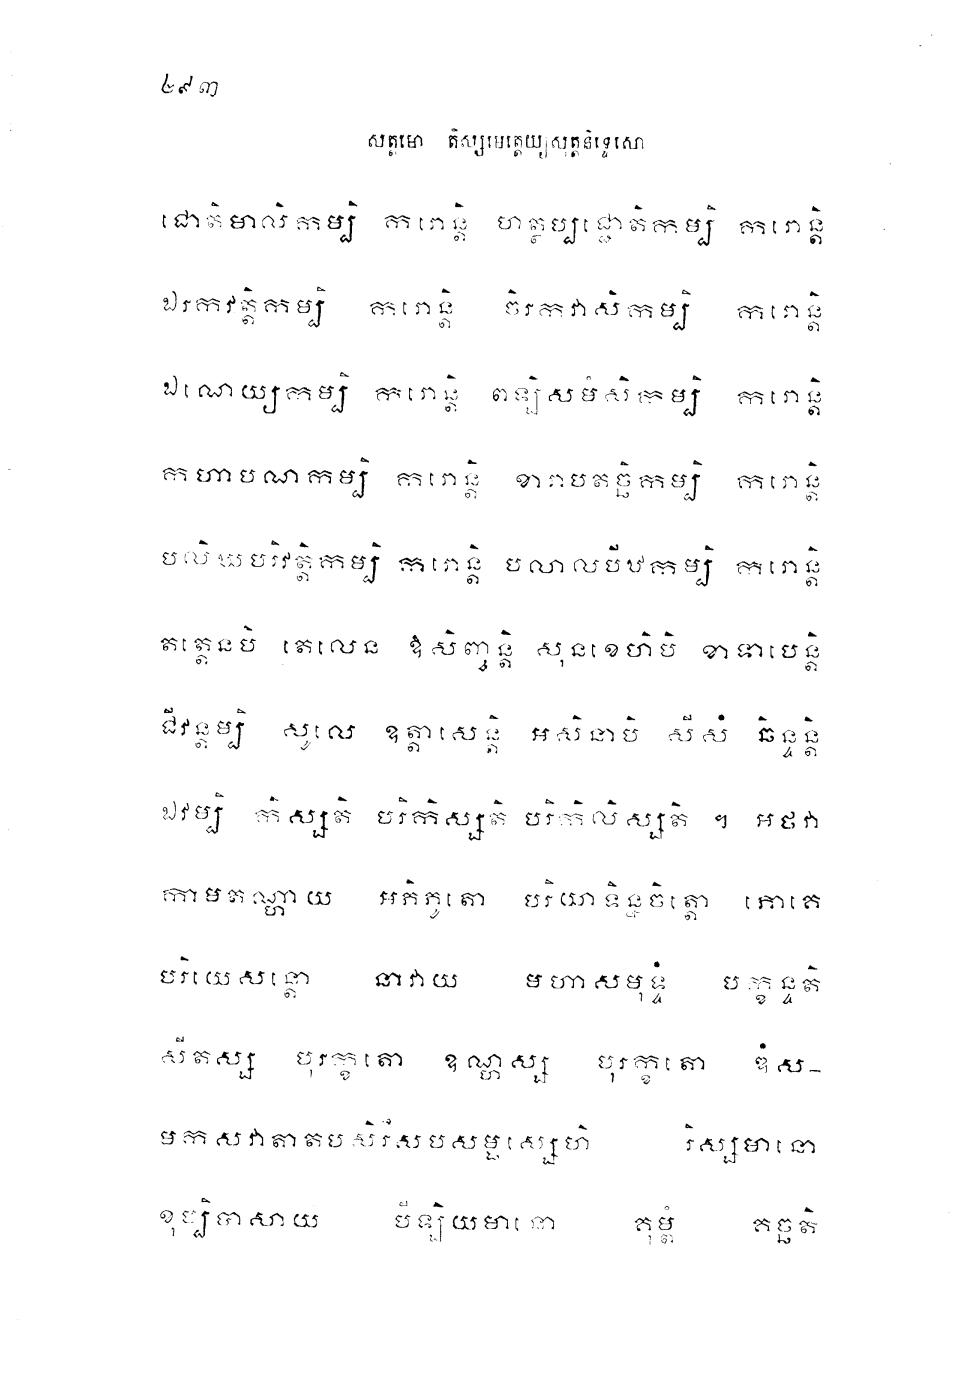 ៤៩៣
សត្តមោ តិស្សមេត្តេយ្យសុត្តនិទ្ទេសោ
ជោតិមាលិកម្បិ ករោន្តិ ហត្ថប្បជ្ជោតិកម្បិ ករោន្តិ
ឯរកវត្តិកម្បិ ករោន្តិ ចិរកវាសិកម្បិ ករោន្តិ
ឯណេយ្យកម្បិ ករោន្តិ ពឡិសមំសិកម្បិ ករោន្តិ
កហាបណកម្បិ ករោន្តិ ខារាបតច្ឆិកម្បិ ករោន្តិ
បលិឃបរិវត្តិកម្បិ ករោន្តិ បលាលបីឋកម្បិ ករោន្តិ
តត្តេនបិ តេលេន ឱសិញ្ចន្តិ សុនខេហិបិ ខាទាបេន្តិ
ជីវន្តម្បិ សូលេ ឧត្តាសេន្តិ អសិនាបិ សីសំ ឆិន្ទន្តិ
ឯវម្បិ កិស្សតិ បរិកិស្សតិ បរិកិលិស្សតិ ។ អថវា
កាមតណ្ហាយ អភិភូតោ បរិយាទិន្នចិត្តោ ភោគេ
បរិយេសន្តោ នាវាយ មហាសមុទ្ទំ បក្ខន្ទតិ
សីតស្ស បុរក្ខតោ ឧណ្ហស្ស បុរក្ខតោ ឌំស-
មកសវាតាតបសិរឹសបសម្ផស្សេហិ រិស្សមានោ
ខុប្បិបាសាយ បីឡិយមានោ គុម្ពំ គច្ឆតិ